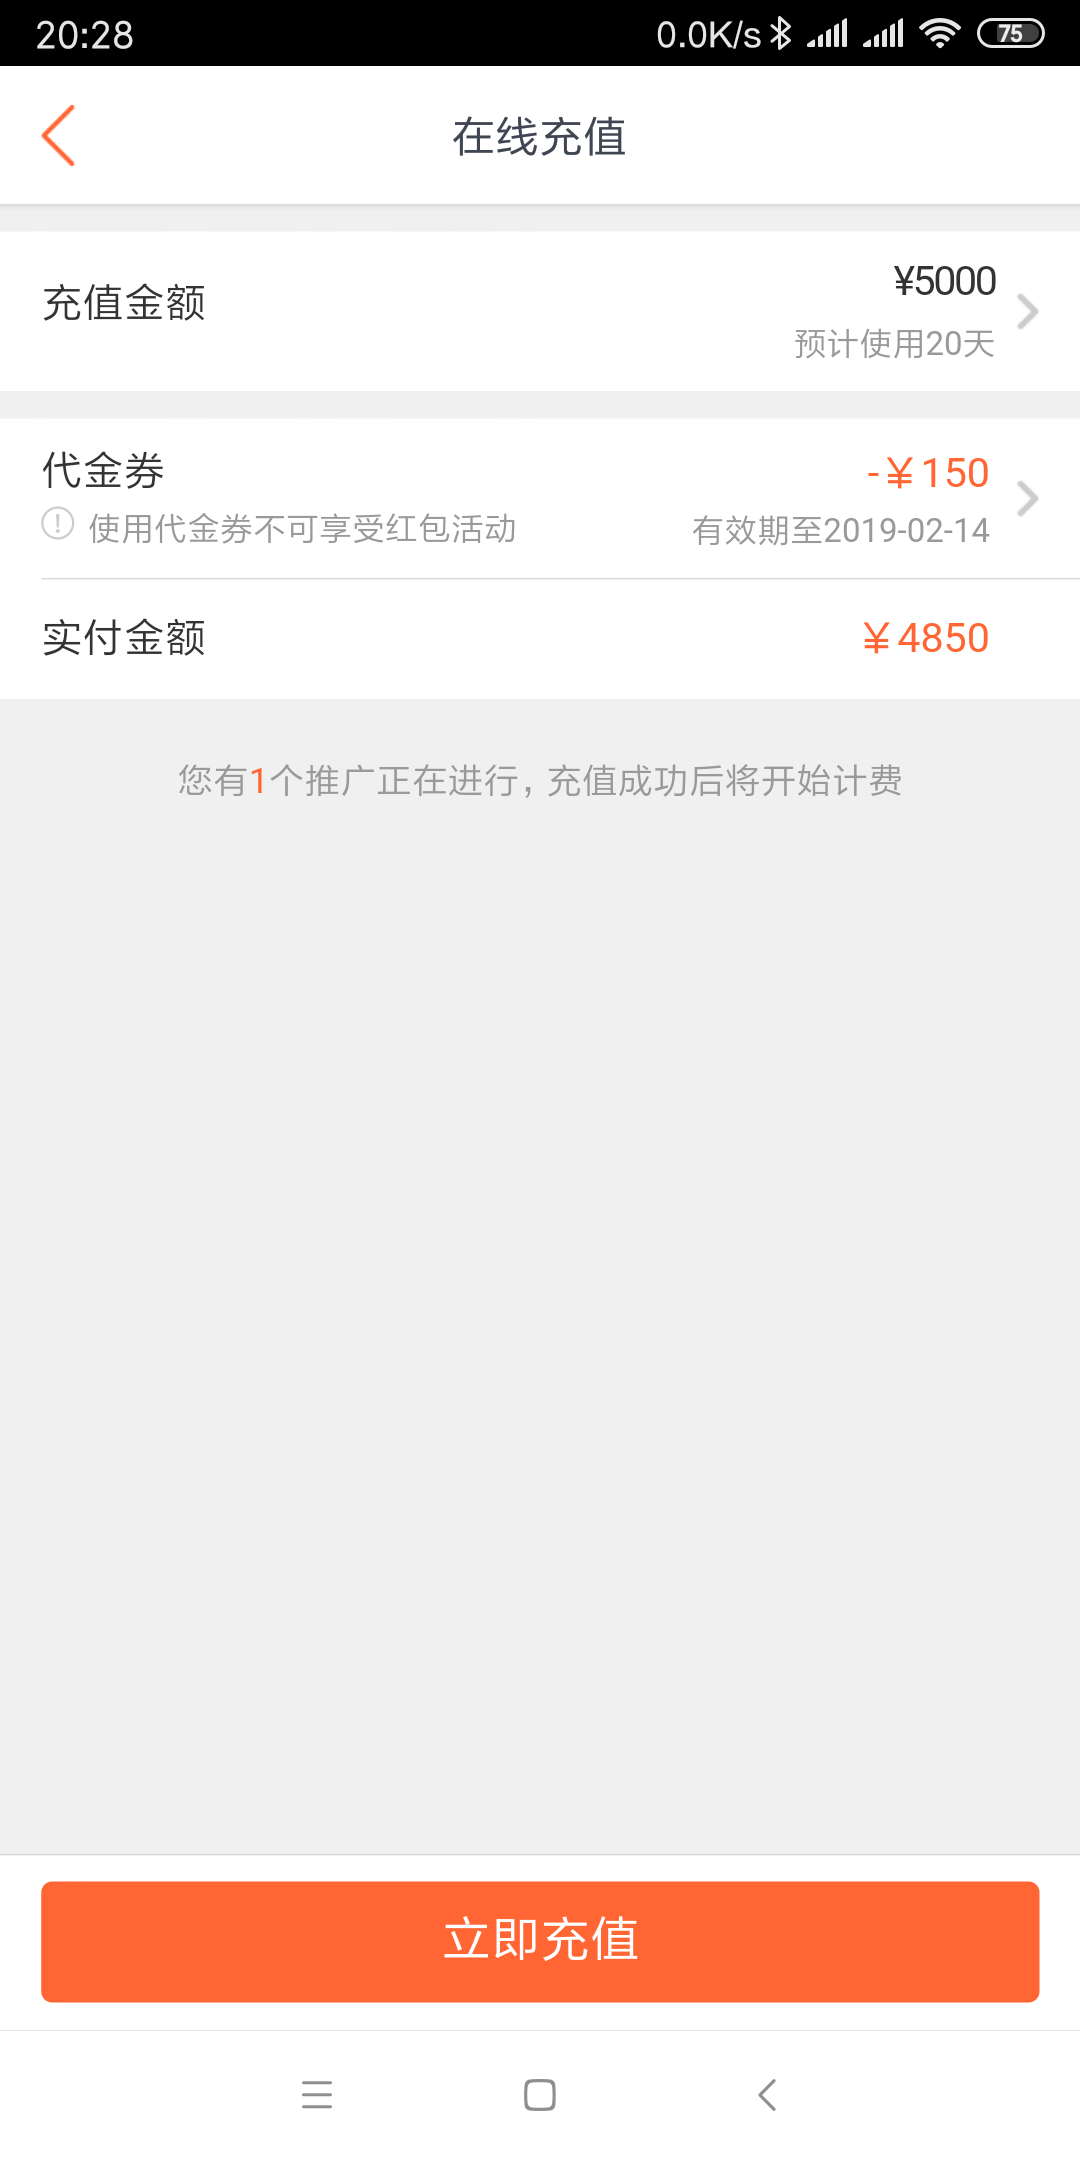 20:28
0.0K/s
75
在线充值
充值金额
¥5000
预计使用20天
代金券
-￥150
使用代金券不可享受红包活动
有效期至2019-02-14
实付金额
￥4850
您有1个推广正在进行，充值成功后将开始计费
立即充值